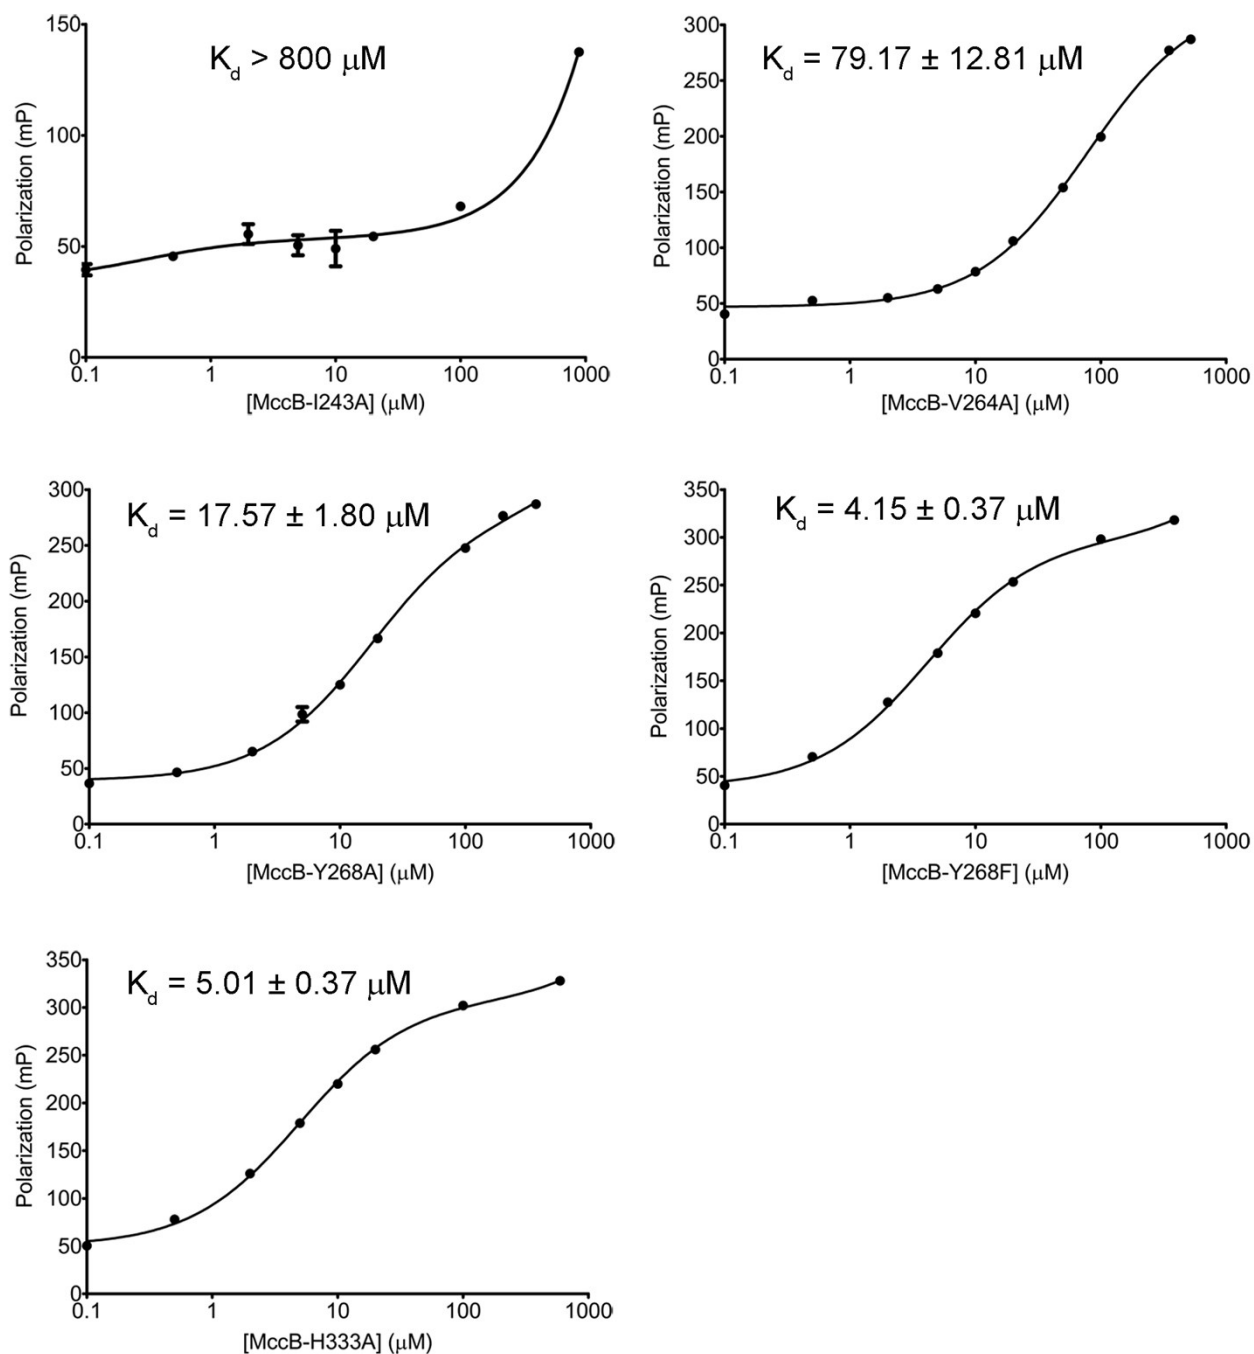 K_d > 800 μM
150
100
50
0
Polarization (mP)
0.1 1 10 100 1000
[MccB-I243A] (μM)
K_d = 79.17 ± 12.81 μM
300
250
200
150
100
50
0
Polarization (mP)
0.1 1 10 100 1000
[MccB-V264A] (μM)
K_d = 17.57 ± 1.80 μM
300
250
200
150
100
50
0
Polarization (mP)
0.1 1 10 100 1000
[MccB-Y268A] (μM)
K_d = 4.15 ± 0.37 μM
350
300
250
200
150
100
50
0
Polarization (mP)
0.1 1 10 100 1000
[MccB-Y268F] (μM)
K_d = 5.01 ± 0.37 μM
350
300
250
200
150
100
50
0
Polarization (mP)
0.1 1 10 100 1000
[MccB-H333A] (μM)